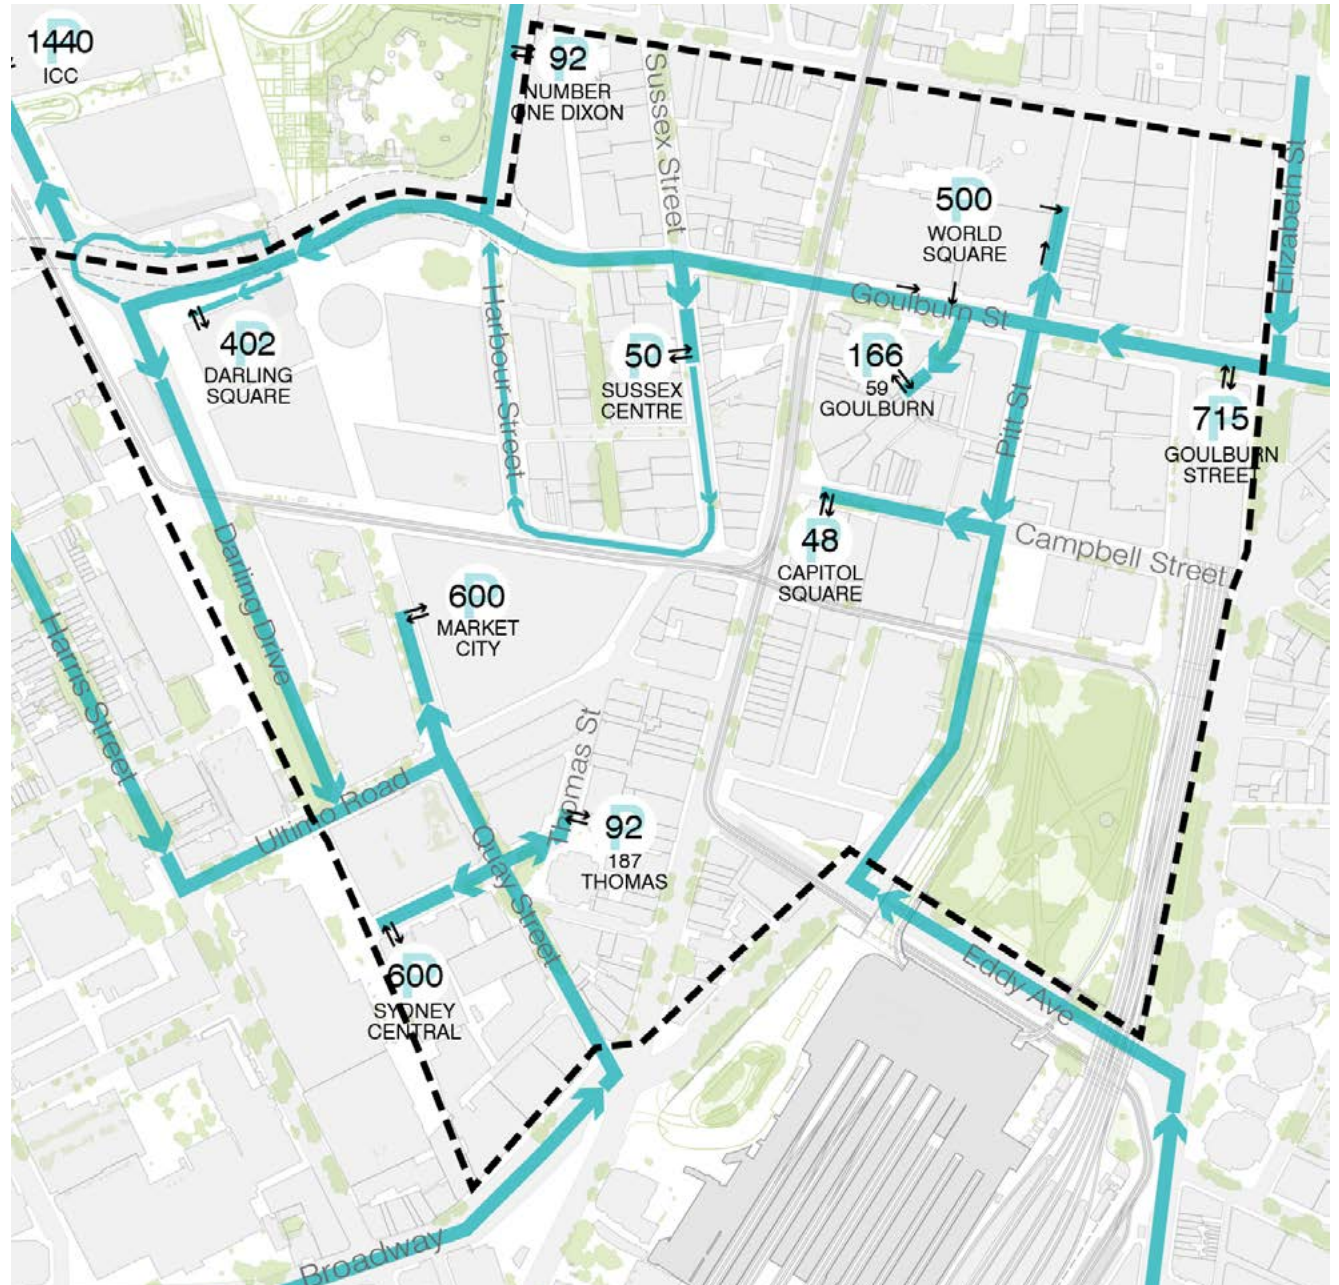 P
1440
ICC
P
92
NUMBER
ONE DIXON
Sussex Street
Elizabeth St
P
500
WORLD
SQUARE
Goulburn St
P
402
DARLING
SQUARE
Harbour Street
P
50
SUSSEX
CENTRE
P
166
59
GOULBURN
Pitt St
P
715
GOULBURN
STREET
P
48
CAPITOL
SQUARE
Campbell Street
Darling Drive
P
600
MARKET
CITY
Harris Street
Thomas St
Ultimo Road
P
92
187
THOMAS
Quay Street
P
600
SYDNEY
CENTRAL
Eddy Ave
Broadway